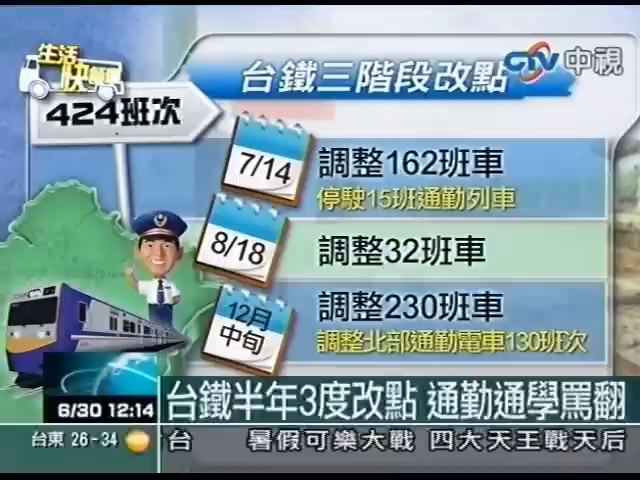 生活
快
台鐵三階段改點
CTV 中視
424班次
7/14
調整162班車
停駛15班通勤列車
8/18
調整32班車
12月
中旬
調整230班車
調整北部通勤電車130班次
6/30 12:14
台鐵半年3度改點 通勤通學罵翻
台東 26-34
台 暑假可樂大戰 四大天王戰天后